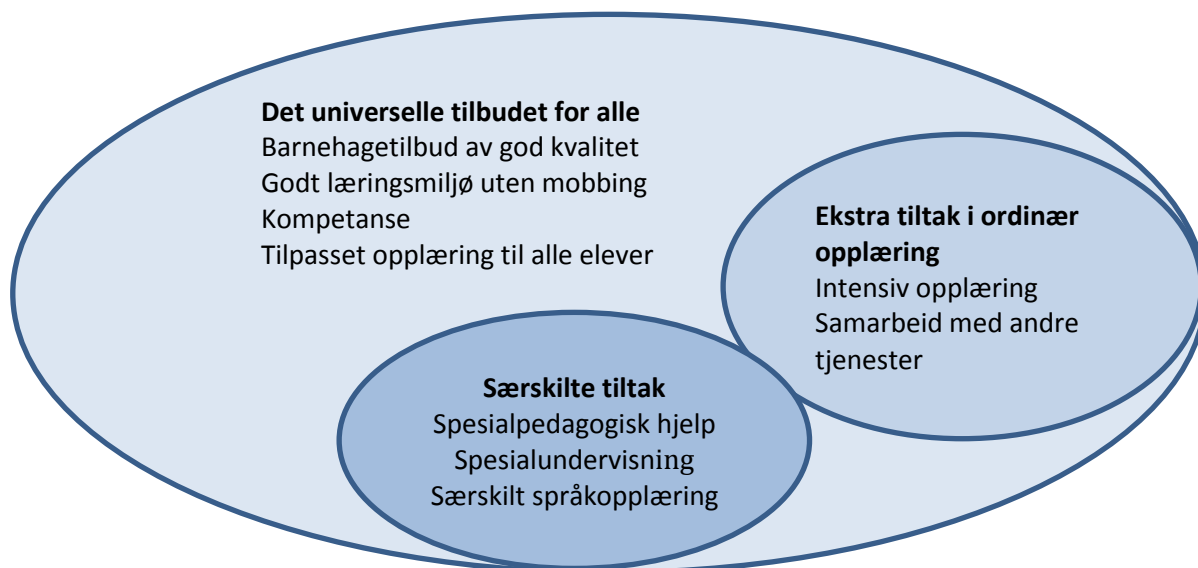 Det universelle tilbudet for alle
Barnehagetilbud av god kvalitet
Godt læringsmiljø uten mobbing
Kompetanse
Tilpasset opplæring til alle elever
Ekstra tiltak i ordinær
opplæring
Intensiv opplæring
Samarbeid med andre
tjenester
Særskilte tiltak
Spesialpedagogisk hjelp
Spesialundervisning
Særskilt språkopplæring